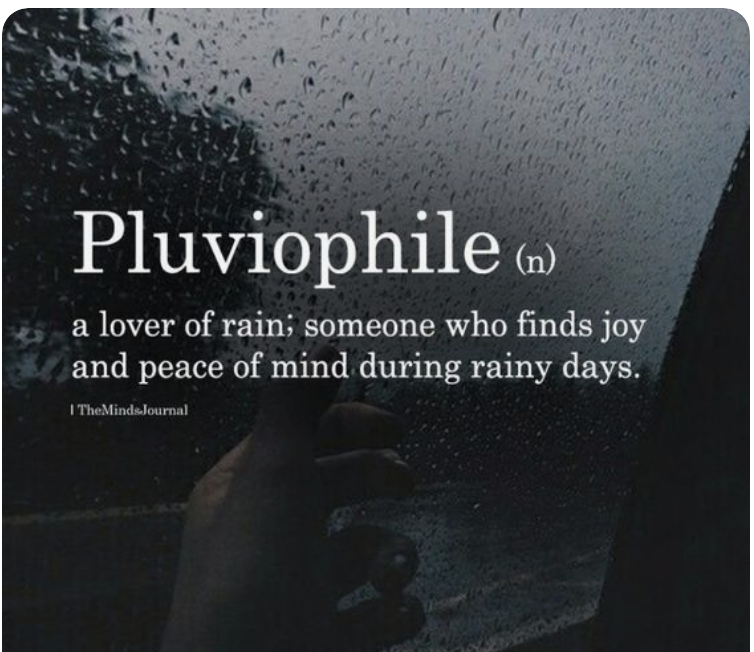 Pluviophile (n)
a lover of rain; someone who finds joy
and peace of mind during rainy days.
| TheMindsJournal